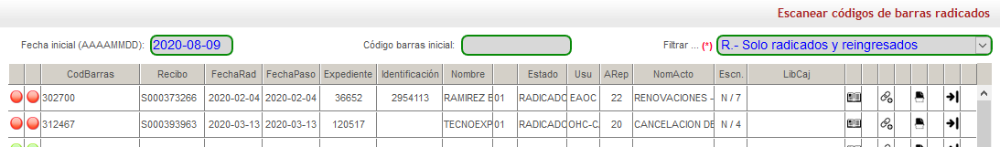 Escanear códigos de barras radicados
Fecha inicial (AAAAMMDD): 2020-08-09 Código barras inicial: Filtrar ... (*) R.- Solo radicados y reingresados
CodBarras Recibo FechaRad FechaPaso Expediente Identificación Nombre Estado Usu ARep NomActo Escn. LibCaj
302700 S000373266 2020-02-04 2020-02-04 36652 2954113 RAMIREZ E 01 RADICADO EAOC 22 RENOVACIONES - N / 7
312467 S000393963 2020-03-13 2020-03-13 120517 TECNOEXP 01 RADICADO OHC-C 20 CANCELACION DE N / 4